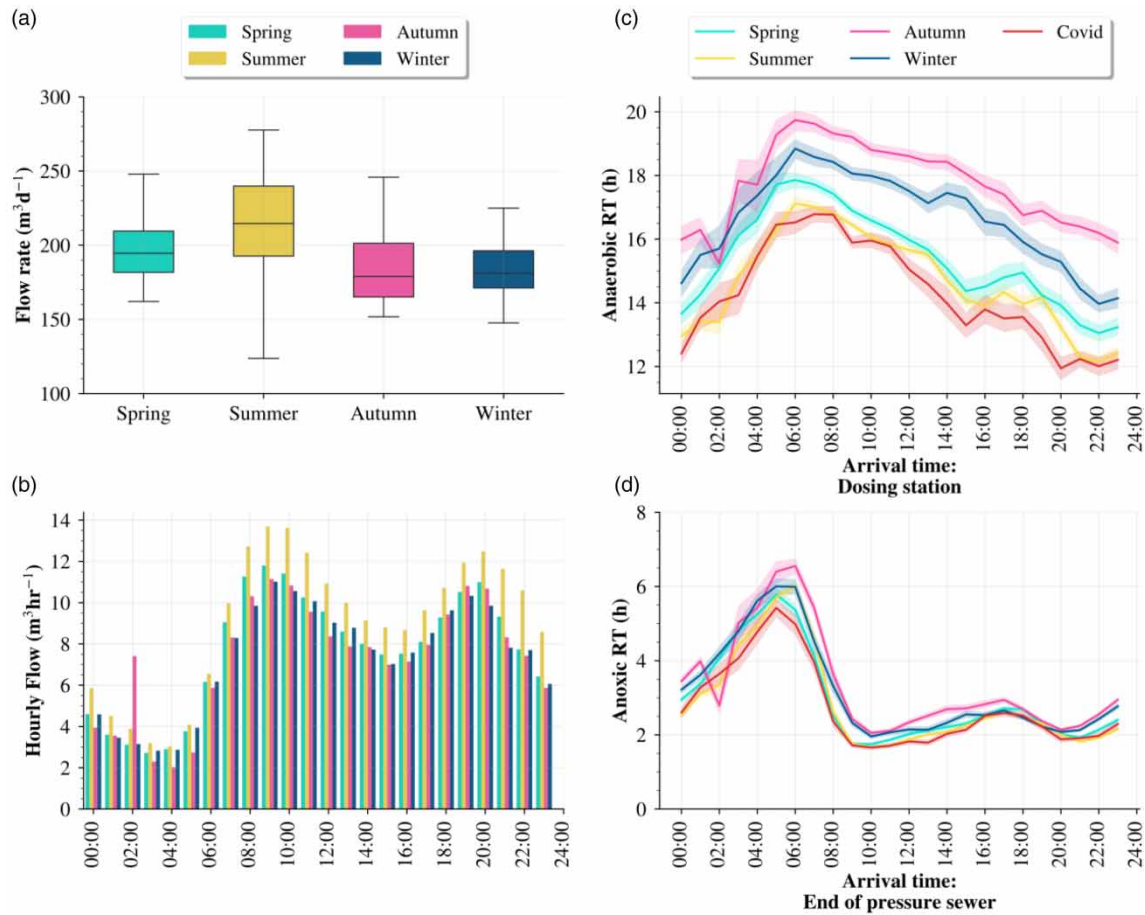 (a)
Spring
Autumn
Summer
Winter
300
250
200
150
100
Flow rate (m³d⁻¹)
Spring
Summer
Autumn
Winter
(b)
14
12
10
8
6
4
2
0
Hourly Flow (m³hr⁻¹)
00:00
02:00
04:00
06:00
08:00
10:00
12:00
14:00
16:00
18:00
20:00
22:00
24:00
(c)
Spring
Autumn
Covid
Summer
Winter
20
18
16
14
12
Anaerobic RT (h)
00:00
02:00
04:00
06:00
08:00
10:00
12:00
14:00
16:00
18:00
20:00
22:00
24:00
Arrival time:
Dosing station
(d)
8
6
4
2
0
Anoxic RT (h)
00:00
02:00
04:00
06:00
08:00
10:00
12:00
14:00
16:00
18:00
20:00
22:00
24:00
Arrival time:
End of pressure sewer